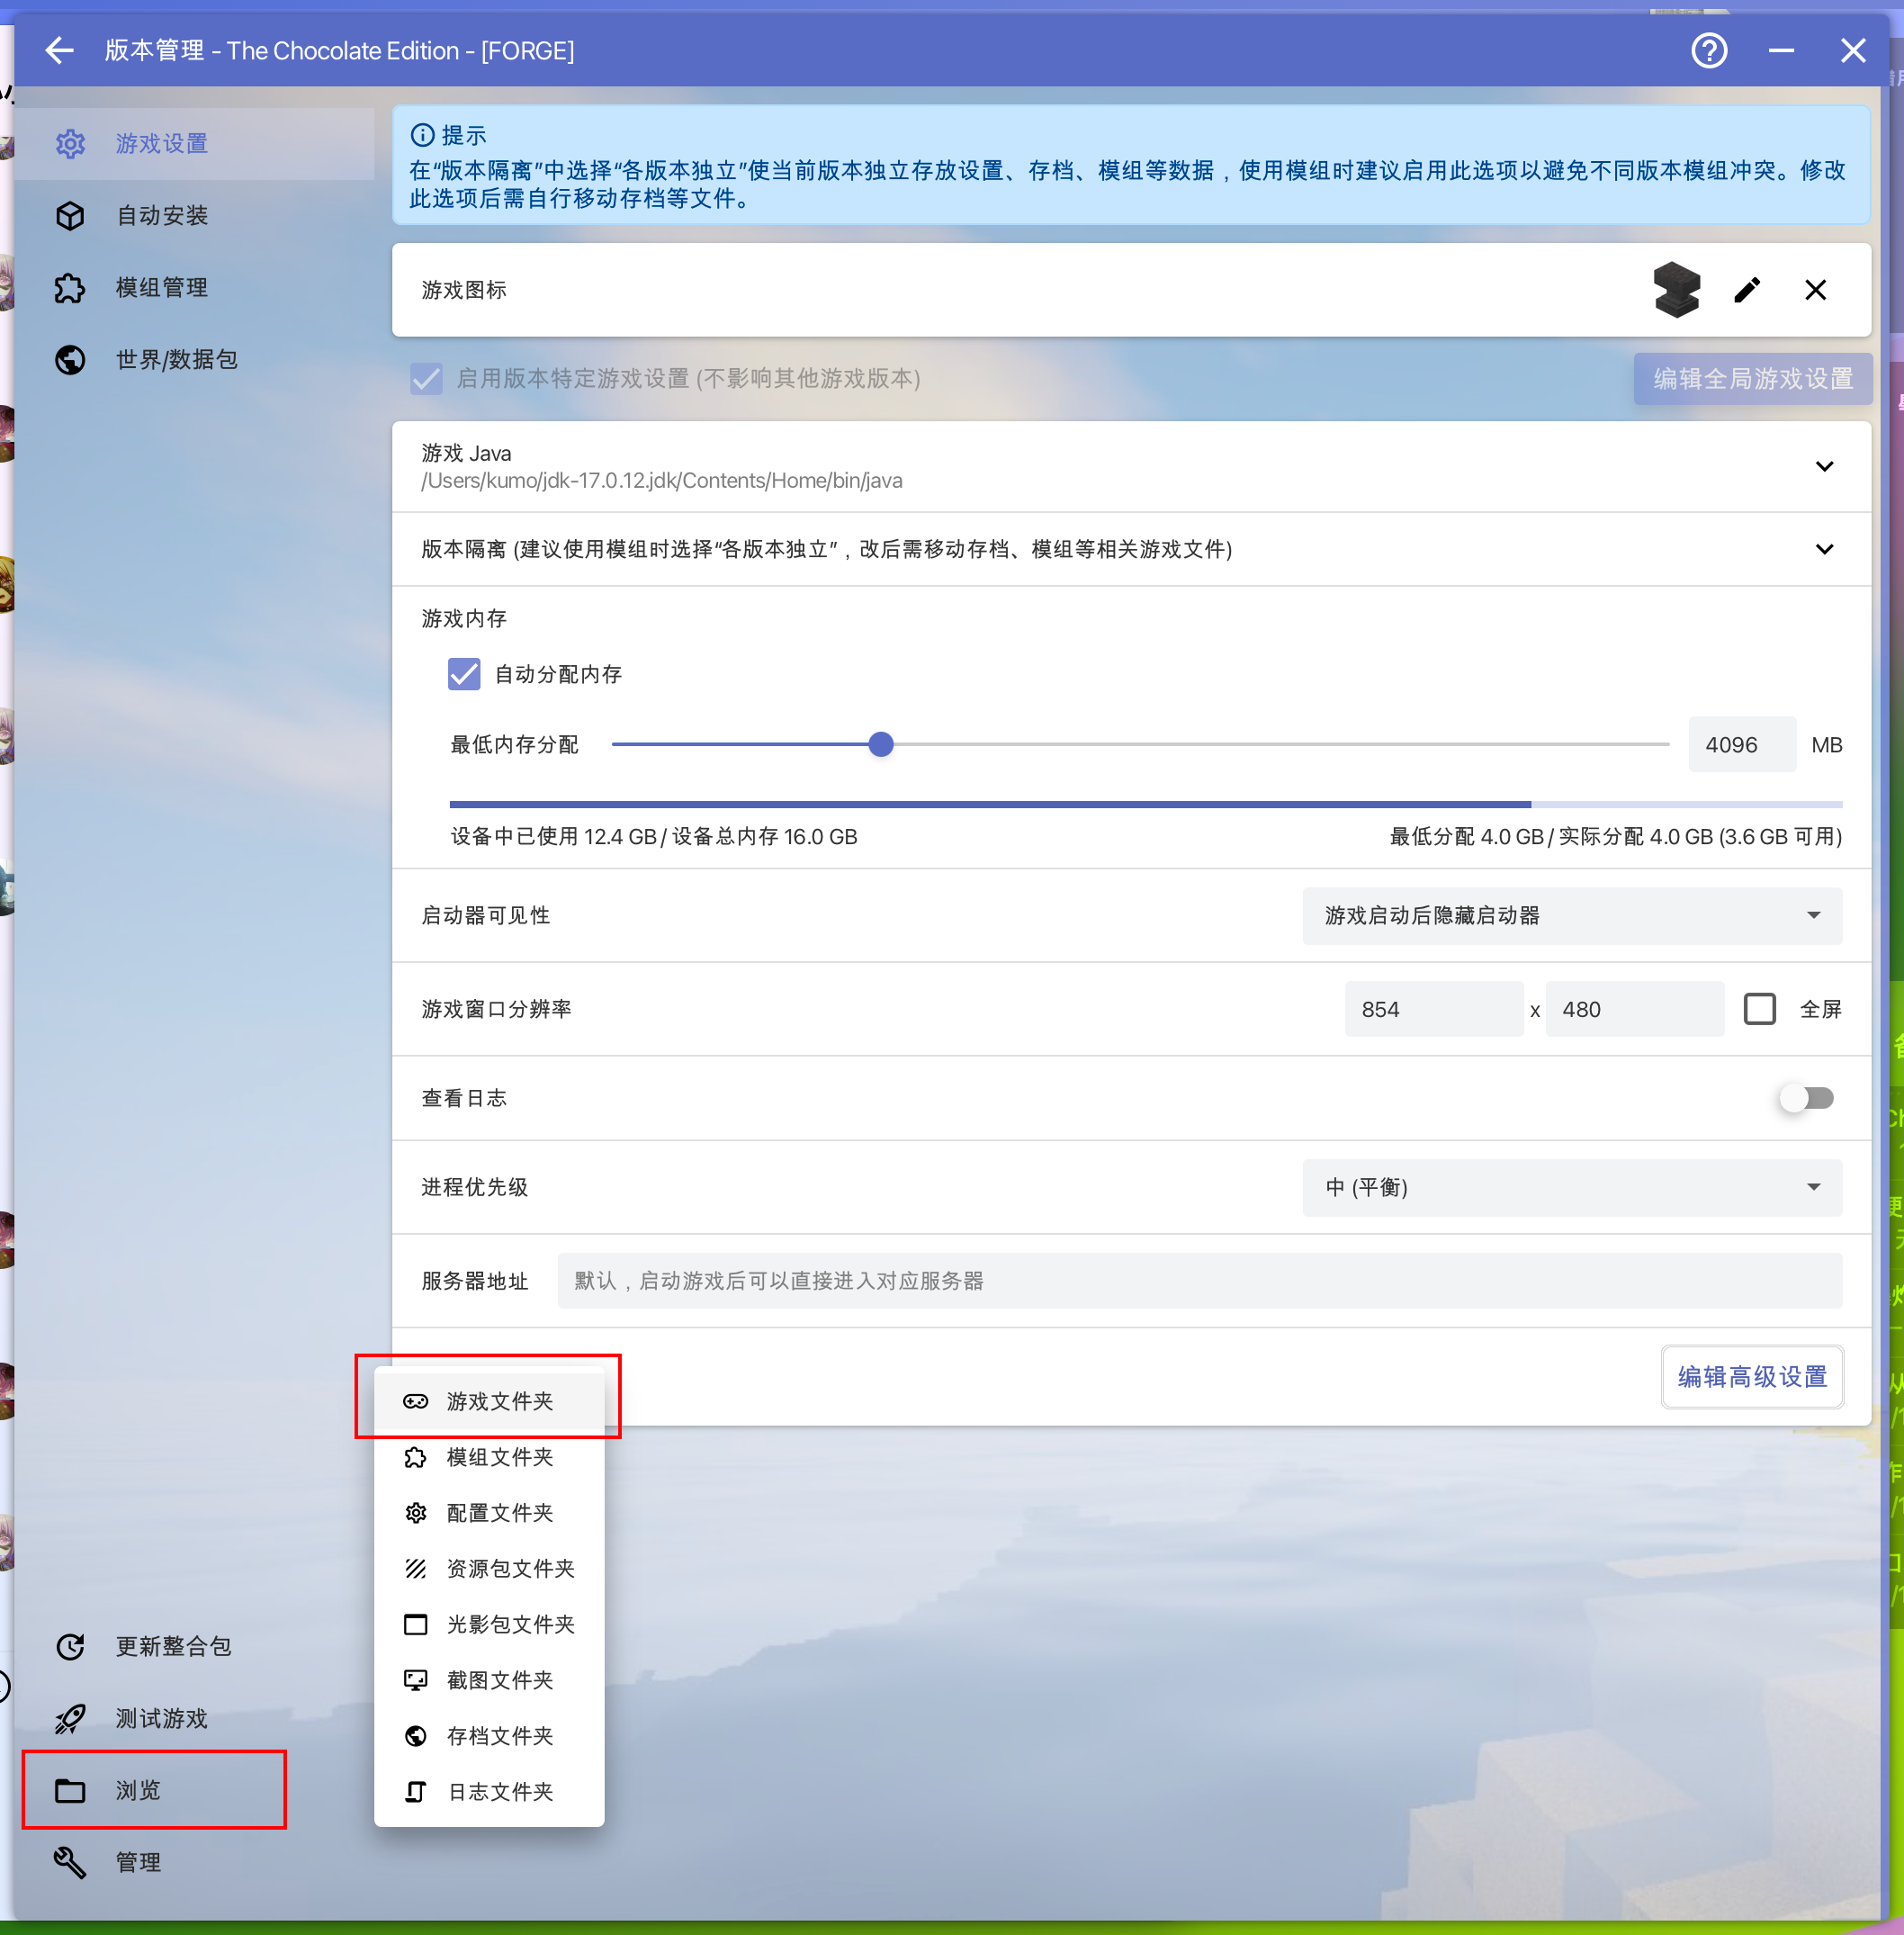 版本管理 - The Chocolate Edition - [FORGE]
游戏设置
自动安装
模组管理
世界/数据包
提示
在“版本隔离”中选择“各版本独立”使当前版本独立存放设置、存档、模组等数据，使用模组时建议启用此选项以避免不同版本模组冲突。修改
此选项后需自行移动存档等文件。
游戏图标
启用版本特定游戏设置 (不影响其他游戏版本)
编辑全局游戏设置
游戏 Java
/Users/kumo/jdk-17.0.12.jdk/Contents/Home/bin/java
版本隔离 (建议使用模组时选择“各版本独立”，改后需移动存档、模组等相关游戏文件)
游戏内存
自动分配内存
最低内存分配
4096
MB
设备中已使用 12.4 GB / 设备总内存 16.0 GB
最低分配 4.0 GB / 实际分配 4.0 GB (3.6 GB 可用)
启动器可见性
游戏启动后隐藏启动器
游戏窗口分辨率
854
x
480
全屏
查看日志
进程优先级
中 (平衡)
服务器地址
默认，启动游戏后可以直接进入对应服务器
编辑高级设置
游戏文件夹
模组文件夹
配置文件夹
资源包文件夹
光影包文件夹
截图文件夹
存档文件夹
日志文件夹
更新整合包
测试游戏
浏览
管理